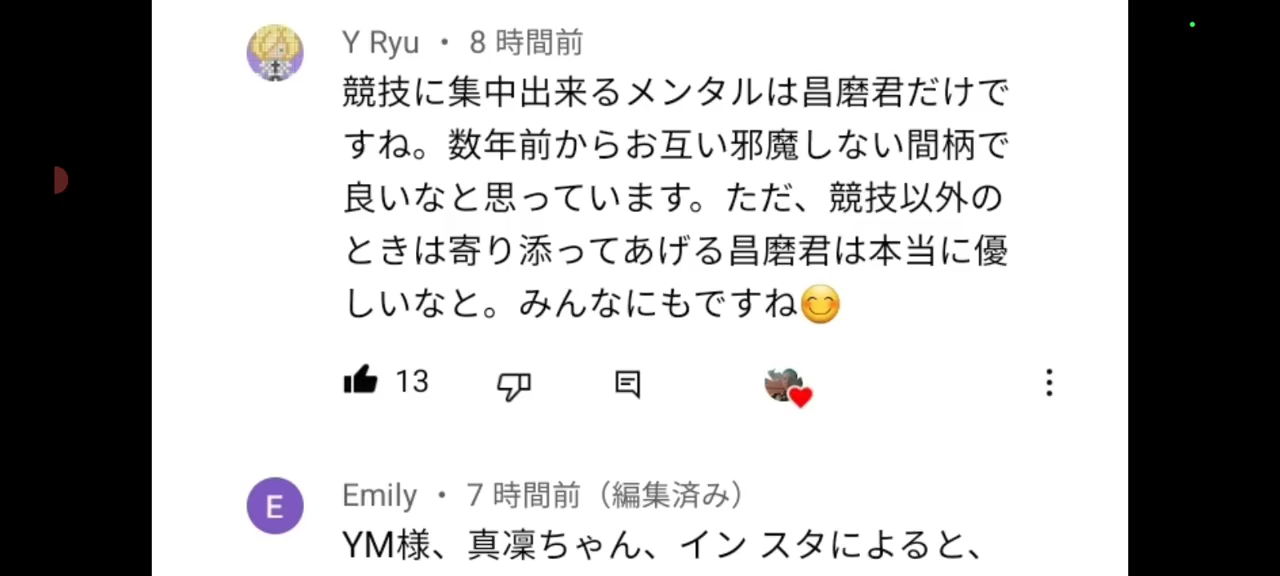 Y Ryu ・ 8 時間前
競技に集中出来るメンタルは昌磨君だけで
すね。数年前からお互い邪魔しない間柄で
良いなと思っています。ただ、競技以外の
ときは寄り添ってあげる昌磨君は本当に優
しいなと。みんなにもですね😊
13
E
Emily ・ 7 時間前（編集済み）
YM様、真凜ちゃん、イン スタによると、